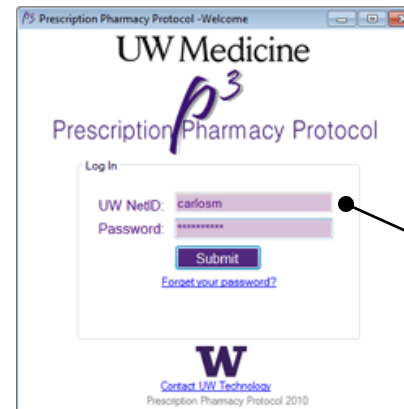 Prescription Pharmacy Protocol -Welcome
UW Medicine
p3
Prescription Pharmacy Protocol
Log In
UW NetID: carlosm
Password: **********
Submit
Forget your password?
W
Contact UW Technology
Prescription Pharmacy Protocol 2010